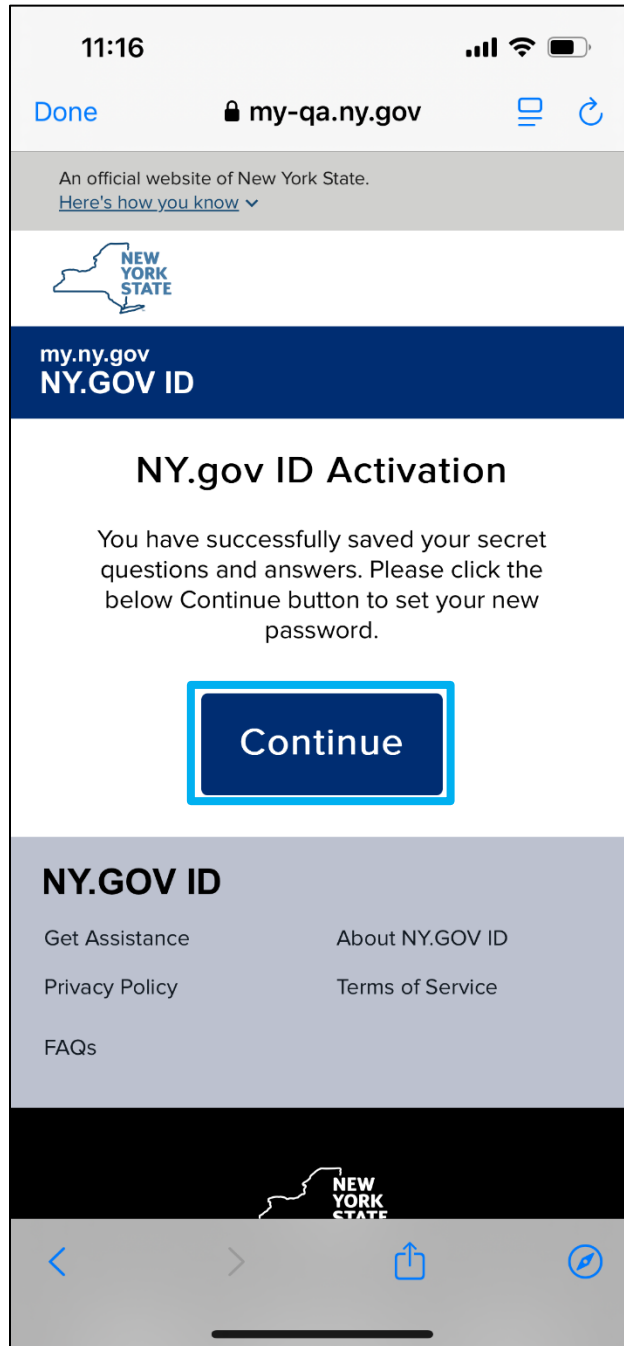 11:16
Done
my-qa.ny.gov
An official website of New York State.
Here's how you know
NEW
YORK
STATE
my.ny.gov
NY.GOV ID
NY.gov ID Activation
You have successfully saved your secret
questions and answers. Please click the
below Continue button to set your new
password.
Continue
NY.GOV ID
Get Assistance
About NY.GOV ID
Privacy Policy
Terms of Service
FAQs
NEW
YORK
STATE